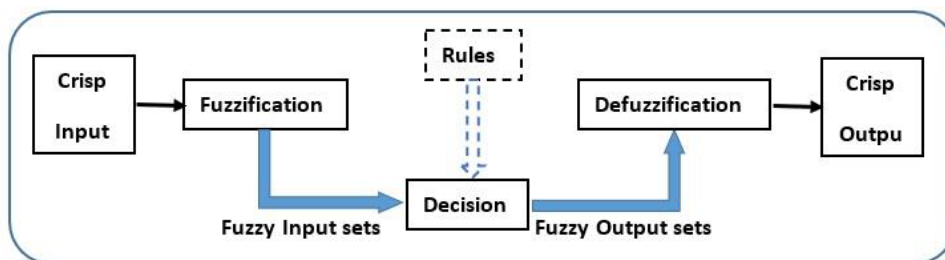 Crisp
Input
Fuzzification
Rules
Decision
Defuzzification
Crisp
Outpu
Fuzzy Input sets
Fuzzy Output sets